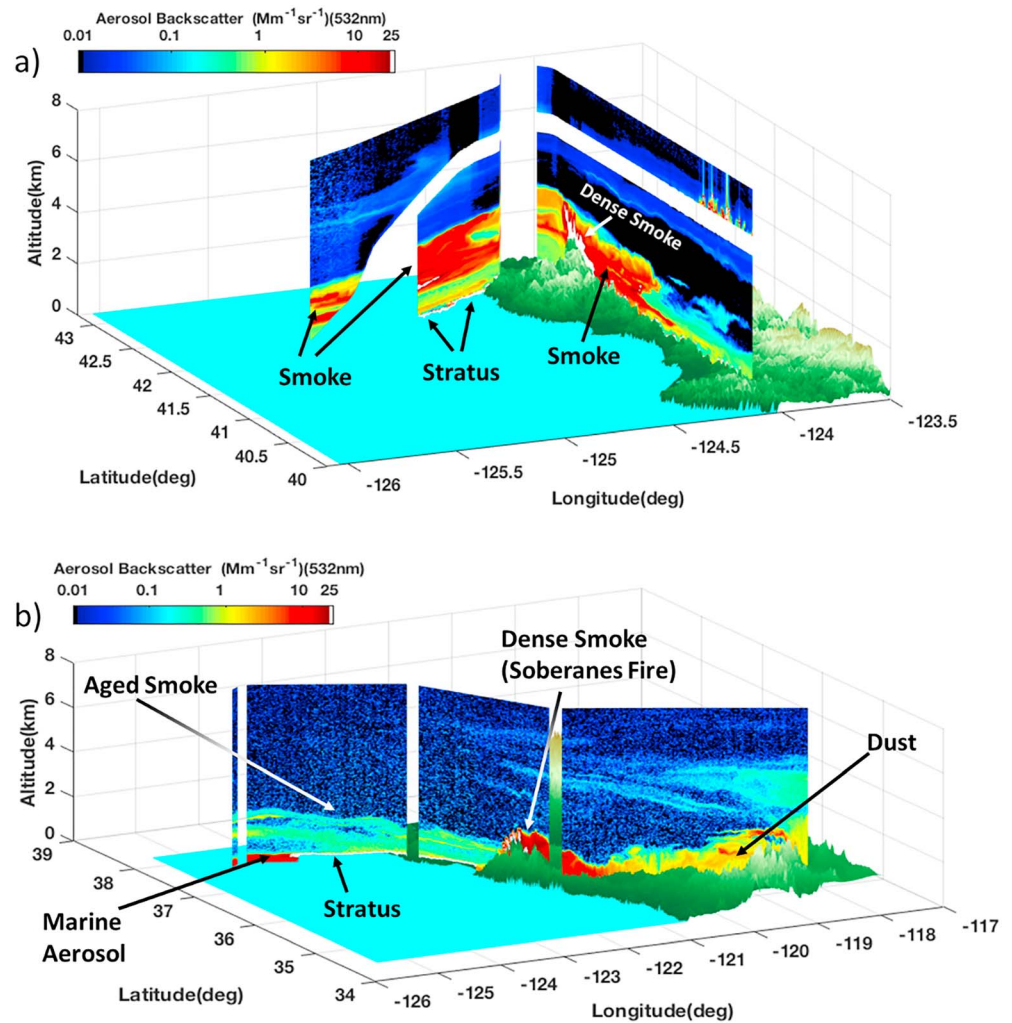 Aerosol Backscatter (Mm⁻¹sr⁻¹)(532nm)
0.01 0.1 1 10 25
a)
8
6
4
2
0
Altitude(km)
Dense Smoke
Smoke
Stratus
Smoke
43
42.5
42
41.5
41
40.5
40
Latitude(deg)
-126
-125.5
-125
-124.5
-124
-123.5
Longitude(deg)
Aerosol Backscatter (Mm⁻¹sr⁻¹)(532nm)
0.01 0.1 1 10 25
b)
8
6
4
2
0
Altitude(km)
Aged Smoke
Dense Smoke
(Soberanes Fire)
Dust
Marine
Aerosol
Stratus
39
38
37
36
35
34
Latitude(deg)
-126
-125
-124
-123
-122
-121
-120
-119
-118
-117
Longitude(deg)